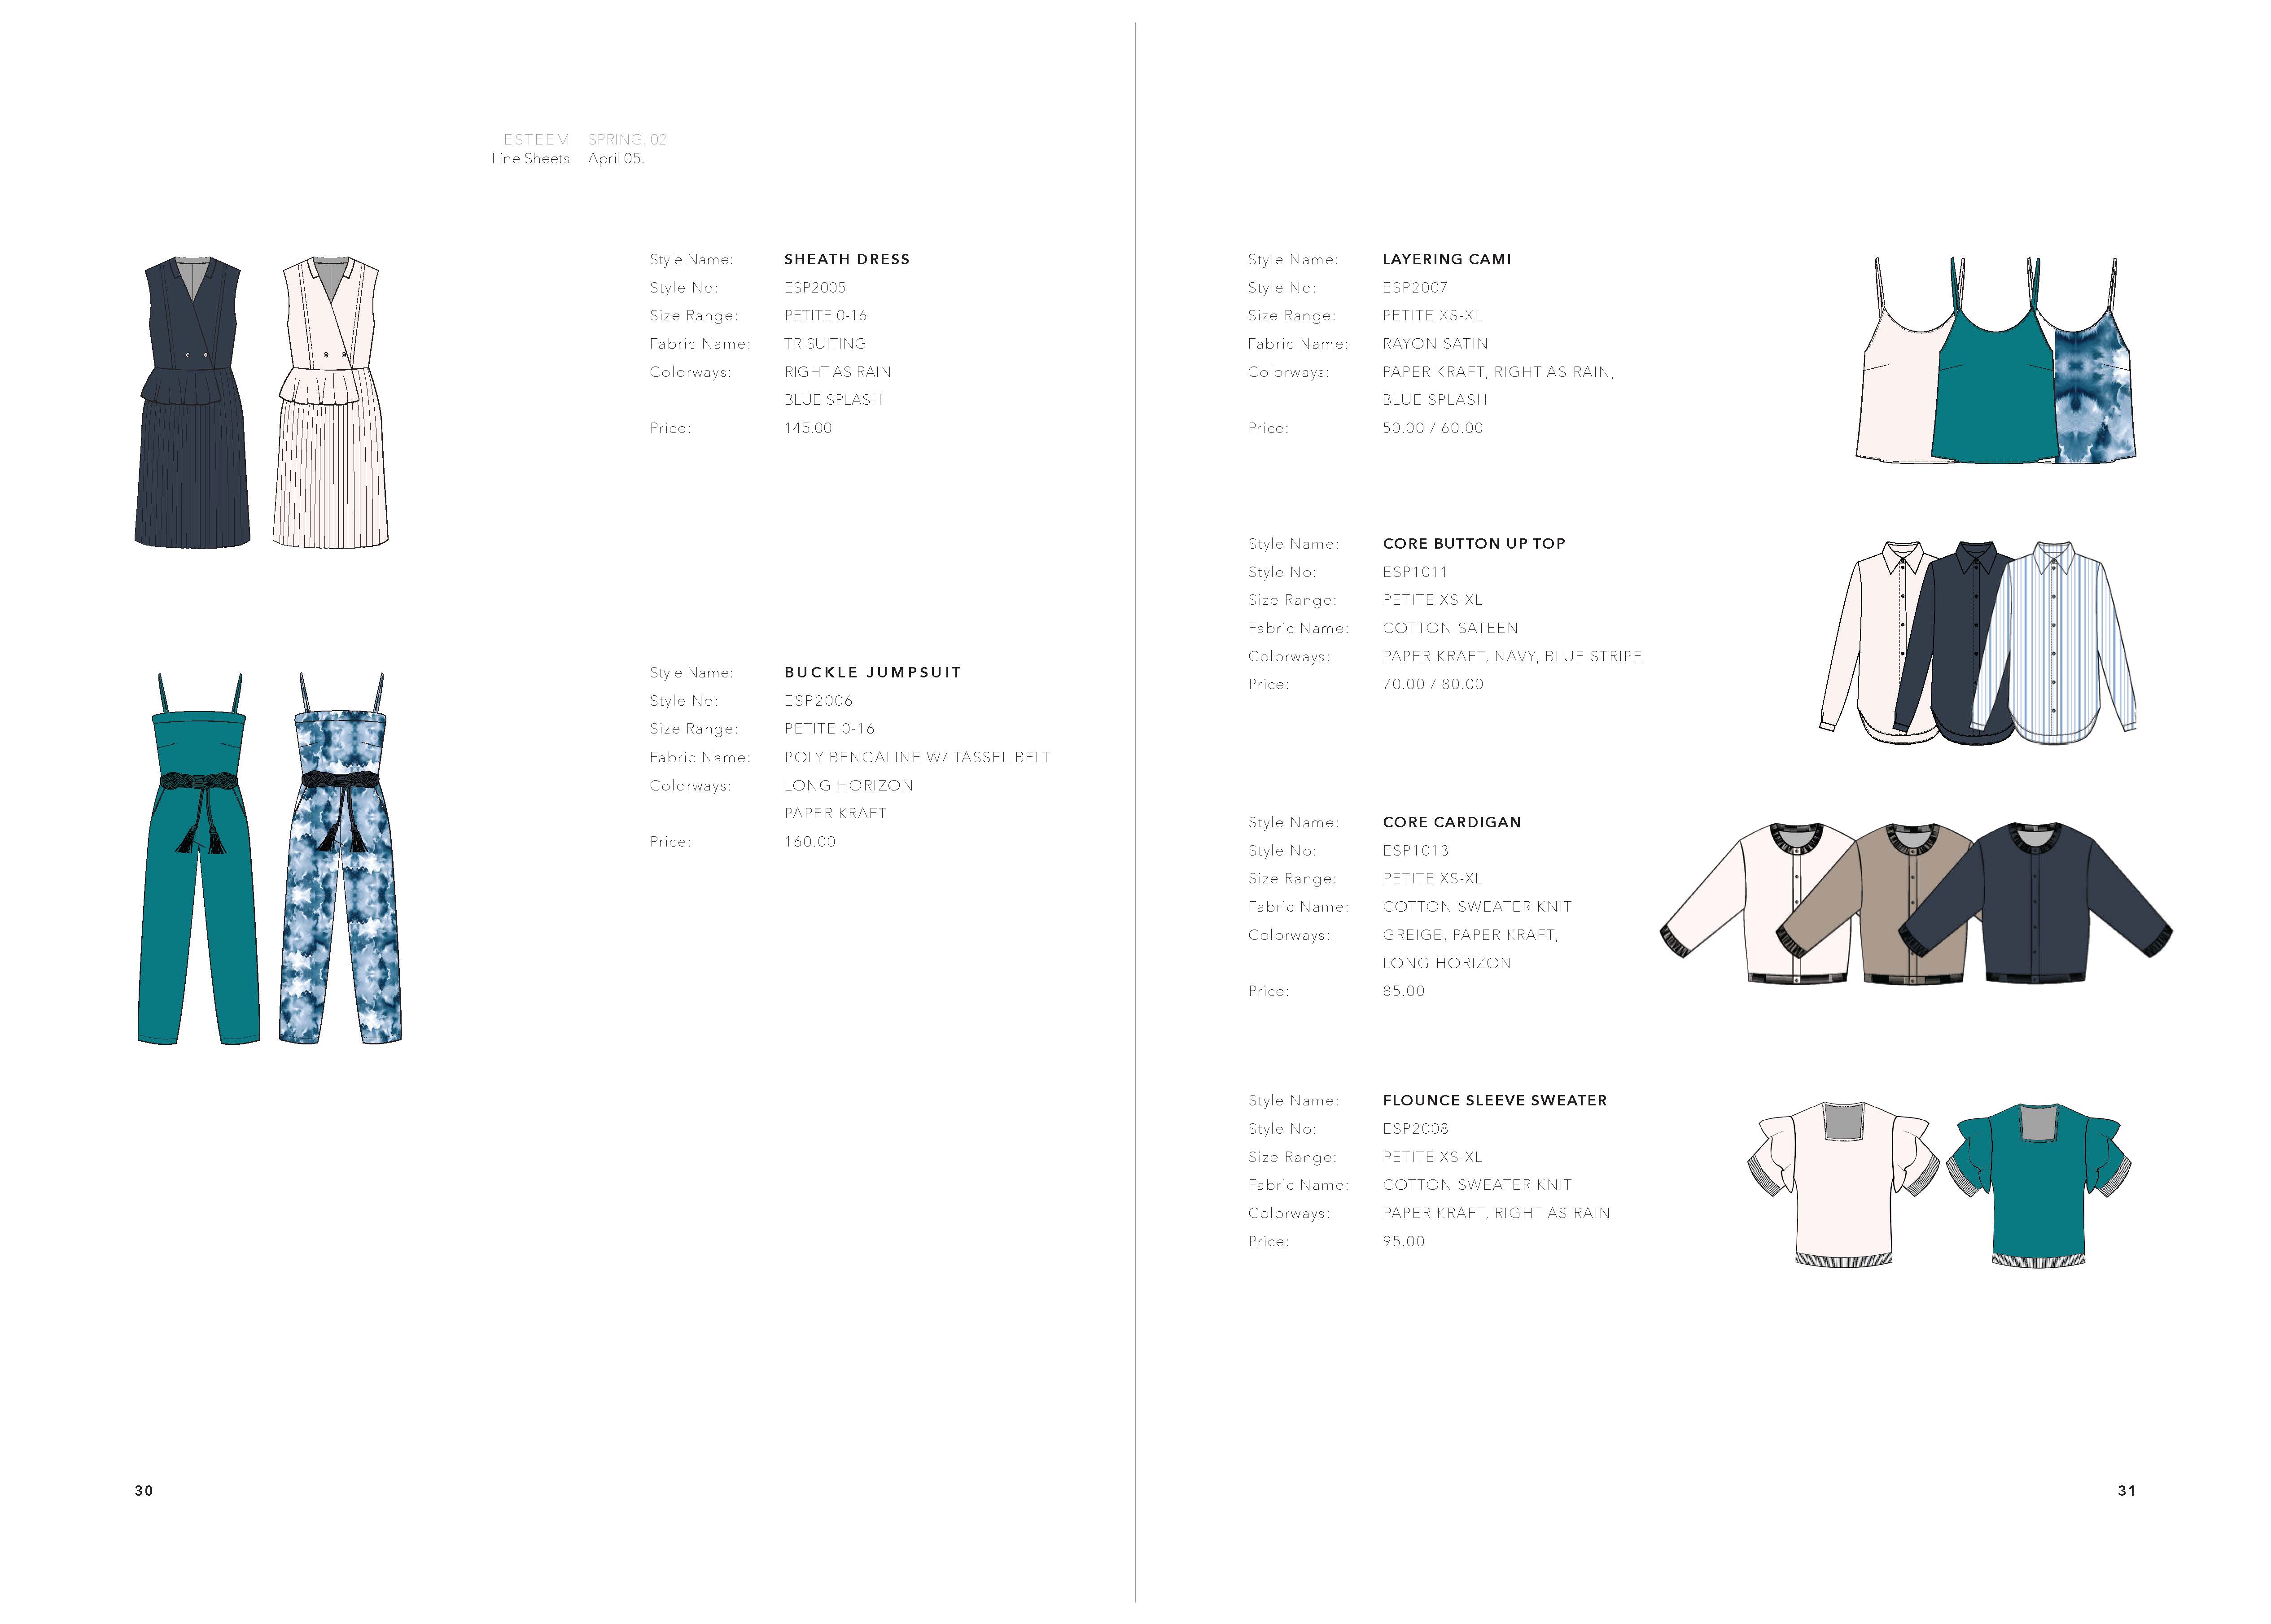 ESTEEM SPRING. 02
Line Sheets April 05.
Style Name: SHEATH DRESS
Style No: ESP2005
Size Range: PETITE 0-16
Fabric Name: TR SUITING
Colorways: RIGHT AS RAIN
BLUE SPLASH
Price: 145.00
Style Name: BUCKLE JUMPSUIT
Style No: ESP2006
Size Range: PETITE 0-16
Fabric Name: POLY BENGALINE W/ TASSEL BELT
Colorways: LONG HORIZON
PAPER KRAFT
Price: 160.00
30
Style Name: LAYERING CAMI
Style No: ESP2007
Size Range: PETITE XS-XL
Fabric Name: RAYON SATIN
Colorways: PAPER KRAFT, RIGHT AS RAIN,
BLUE SPLASH
Price: 50.00 / 60.00
Style Name: CORE BUTTON UP TOP
Style No: ESP1011
Size Range: PETITE XS-XL
Fabric Name: COTTON SATEEN
Colorways: PAPER KRAFT, NAVY, BLUE STRIPE
Price: 70.00 / 80.00
Style Name: CORE CARDIGAN
Style No: ESP1013
Size Range: PETITE XS-XL
Fabric Name: COTTON SWEATER KNIT
Colorways: GREIGE, PAPER KRAFT,
LONG HORIZON
Price: 85.00
Style Name: FLOUNCE SLEEVE SWEATER
Style No: ESP2008
Size Range: PETITE XS-XL
Fabric Name: COTTON SWEATER KNIT
Colorways: PAPER KRAFT, RIGHT AS RAIN
Price: 95.00
31